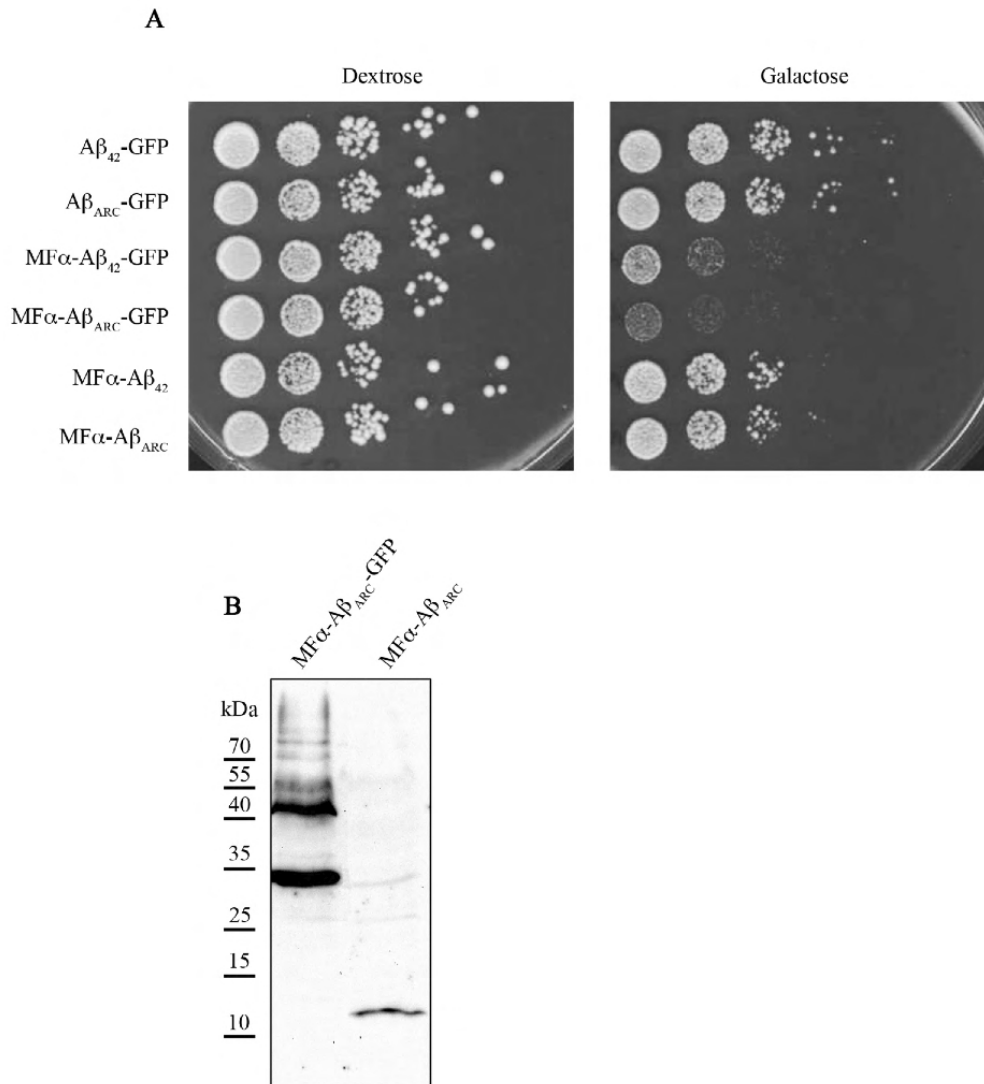 A
Dextrose Galactose
Aβ42-GFP
AβARC-GFP
MFα-Aβ42-GFP
MFα-AβARC-GFP
MFα-Aβ42
MFα-AβARC
B
MFα-AβARC-GFP
MFα-AβARC
kDa
70
55
40
35
25
15
10